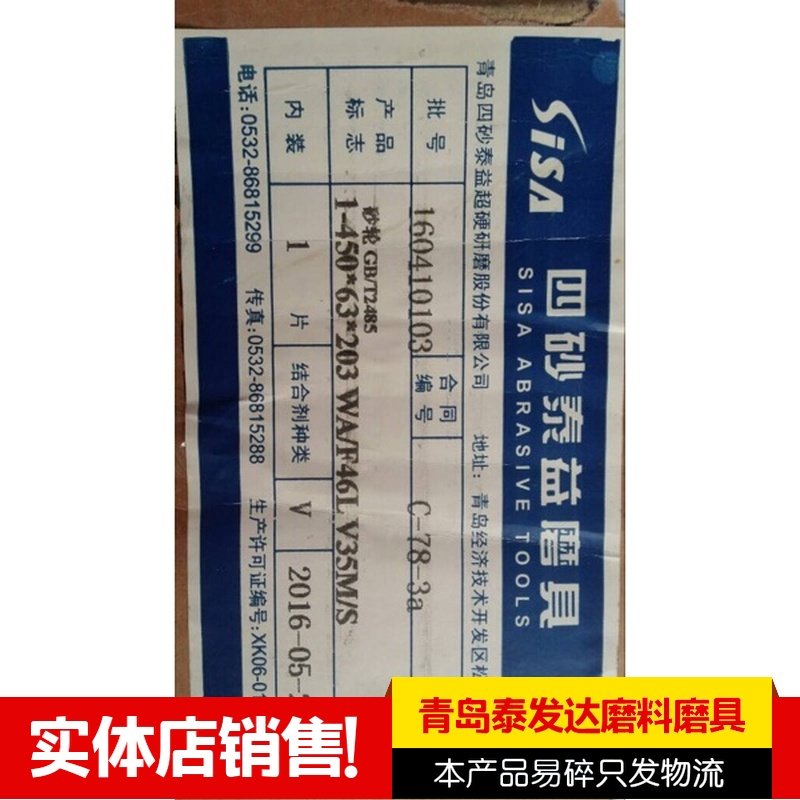 SiSA 四砂泰益磨具
SISA ABRASIVE TOOLS
青岛四砂泰益超硬研磨股份有限公司 地址：青岛经济技术开发区松
批号 160410103 合同编号 C-78-3a
产品标志 砂轮 GB/T2485
1-450*63*203 WA/F46L V35M/S
内装 1 片 结合剂种类 V 2016-05-
电话:0532-86815299 传真:0532-86815288 生产许可证编号:XK06-01
实体店销售!
青岛泰发达磨料磨具
本产品易碎只发物流